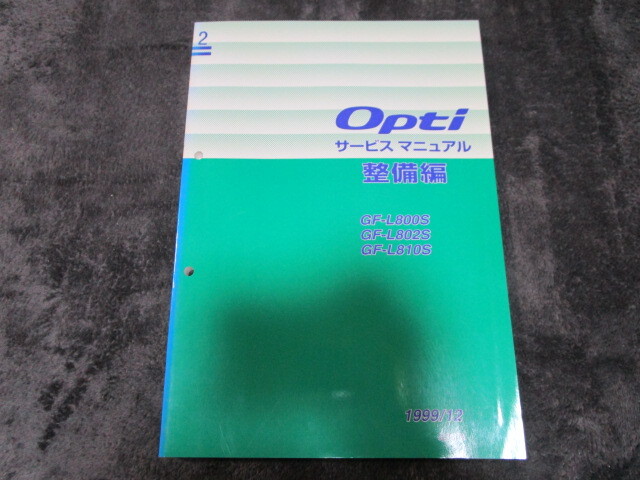 2
Opti
サービス マニュアル
整備編
GF-L800S
GF-L802S
GF-L810S
1999/12